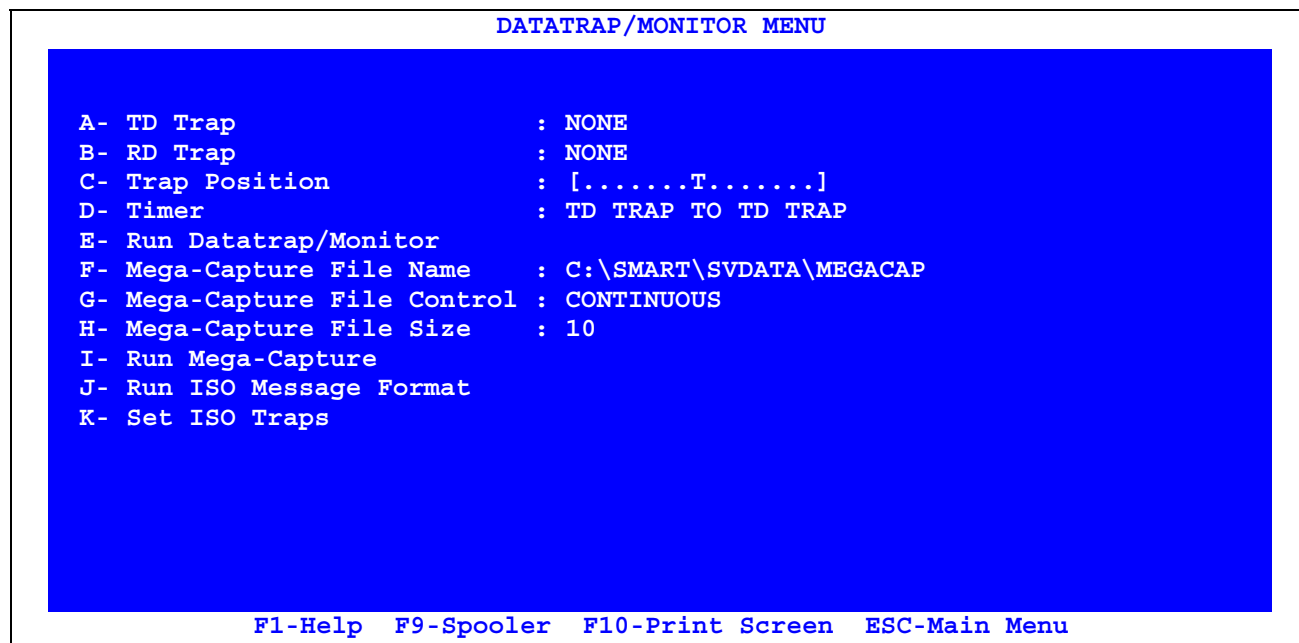 DATATRAP/MONITOR MENU
A- TD Trap : NONE
B- RD Trap : NONE
C- Trap Position : [.......T.......]
D- Timer : TD TRAP TO TD TRAP
E- Run Datatrap/Monitor
F- Mega-Capture File Name : C:\SMART\SVDATA\MEGACAP
G- Mega-Capture File Control : CONTINUOUS
H- Mega-Capture File Size : 10
I- Run Mega-Capture
J- Run ISO Message Format
K- Set ISO Traps
F1-Help F9-Spooler F10-Print Screen ESC-Main Menu